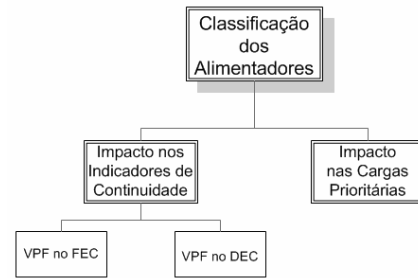 Classificação
dos
Alimentadores
Impacto nos
Indicadores de
Continuidade
Impacto
nas Cargas
Prioritárias
VPF no FEC
VPF no DEC